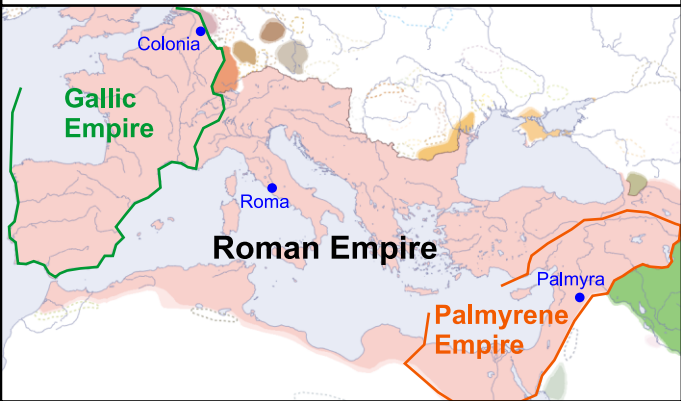 Colonia
Gallic
Empire
Roma
Roman Empire
Palmyra
Palmyrene
Empire